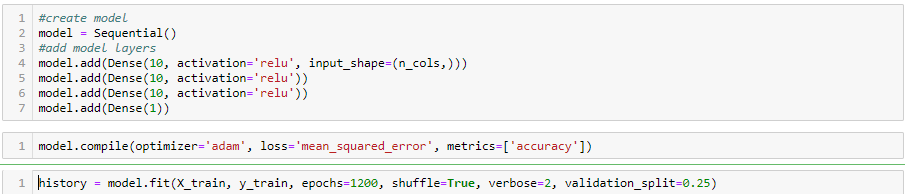 1 #create model
2 model = Sequential()
3 #add model layers
4 model.add(Dense(10, activation='relu', input_shape=(n_cols,)))
5 model.add(Dense(10, activation='relu'))
6 model.add(Dense(10, activation='relu'))
7 model.add(Dense(1))
1 model.compile(optimizer='adam', loss='mean_squared_error', metrics=['accuracy'])
1 history = model.fit(X_train, y_train, epochs=1200, shuffle=True, verbose=2, validation_split=0.25)